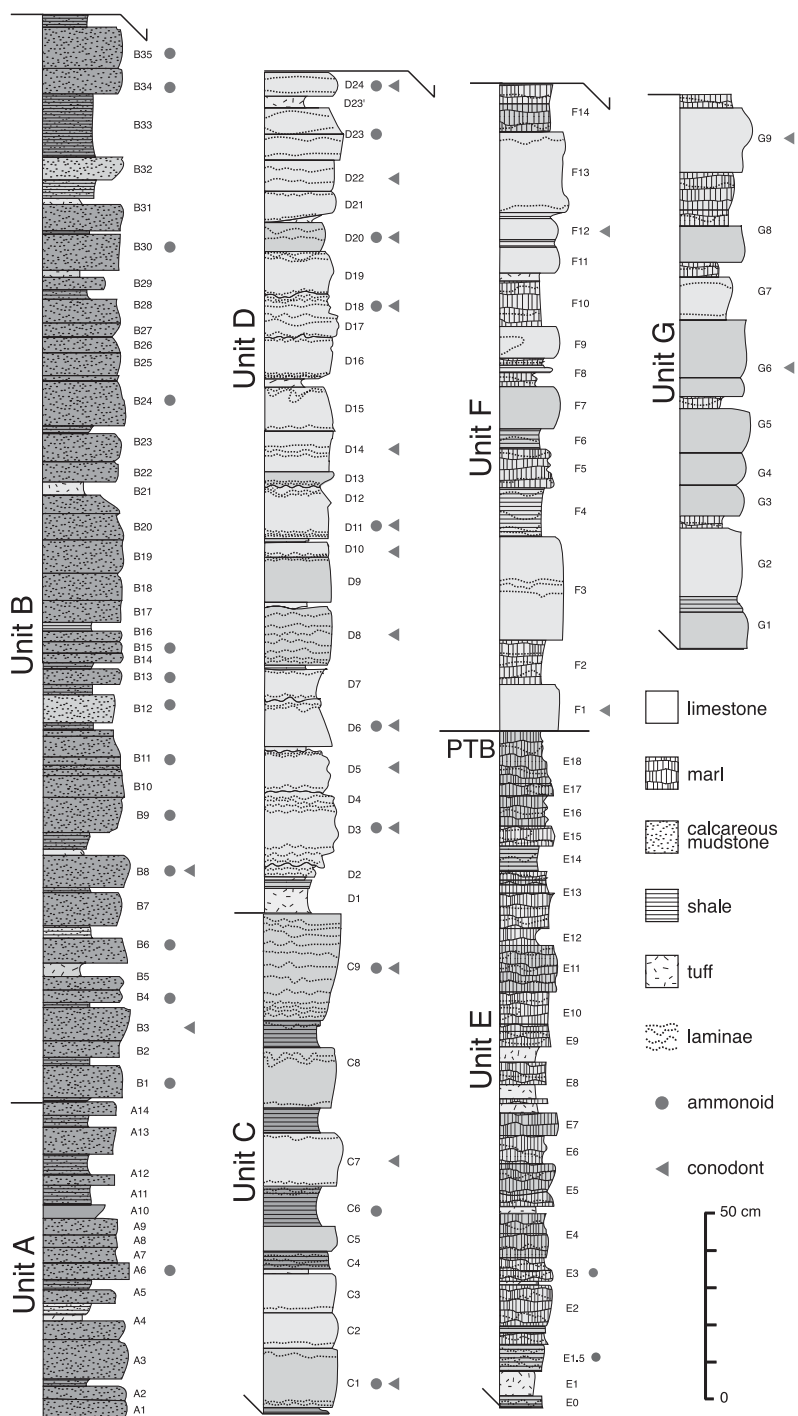 B35
B34
B33
B32
B31
B30
B29
B28
B27
B26
B25
B24
B23
B22
B21
B20
B19
B18
B17
B16
B15
B14
B13
B12
B11
B10
B9
B8
B7
B6
B5
B4
B3
B2
B1
Unit B
A14
A13
A12
A11
A10
A9
A8
A7
A6
A5
A4
A3
A2
A1
Unit A
D24
D23'
D23
D22
D21
D20
D19
D18
D17
D16
D15
D14
D13
D12
D11
D10
D9
D8
D7
D6
D5
D4
D3
D2
D1
Unit D
C9
C8
C7
C6
C5
C4
C3
C2
C1
Unit C
F14
F13
F12
F11
F10
F9
F8
F7
F6
F5
F4
F3
F2
F1
Unit F
PTB
E18
E17
E16
E15
E14
E13
E12
E11
E10
E9
E8
E7
E6
E5
E4
E3
E2
E1.5
E1
E0
Unit E
G9
G8
G7
G6
G5
G4
G3
G2
G1
Unit G
limestone
marl
calcareous
mudstone
shale
tuff
laminae
ammonoid
conodont
50 cm
0